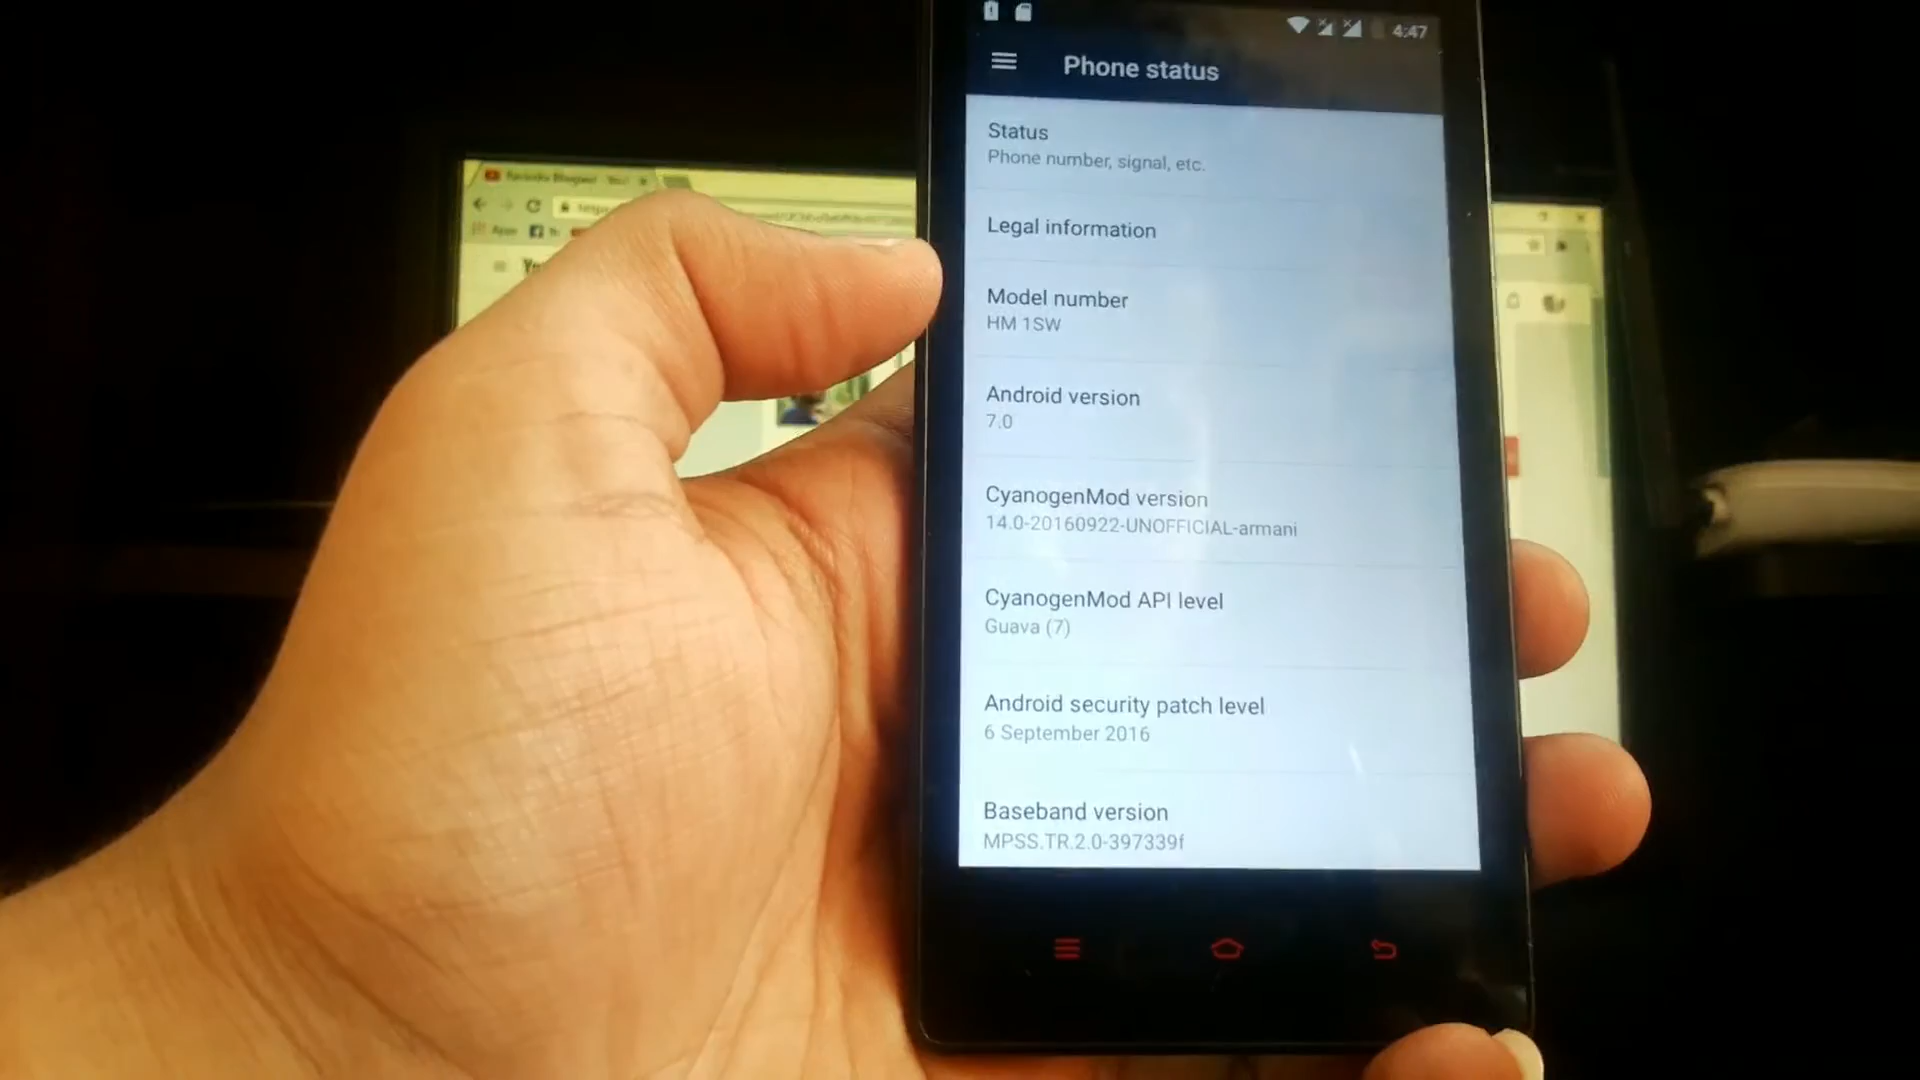 4:47
Phone status
Status
Phone number, signal, etc.
Legal information
Model number
HM 1SW
Android version
7.0
CyanogenMod version
14.0-20160922-UNOFFICIAL-armani
CyanogenMod API level
Guava (7)
Android security patch level
6 September 2016
Baseband version
MPSS.TR.2.0-397339f
Apps